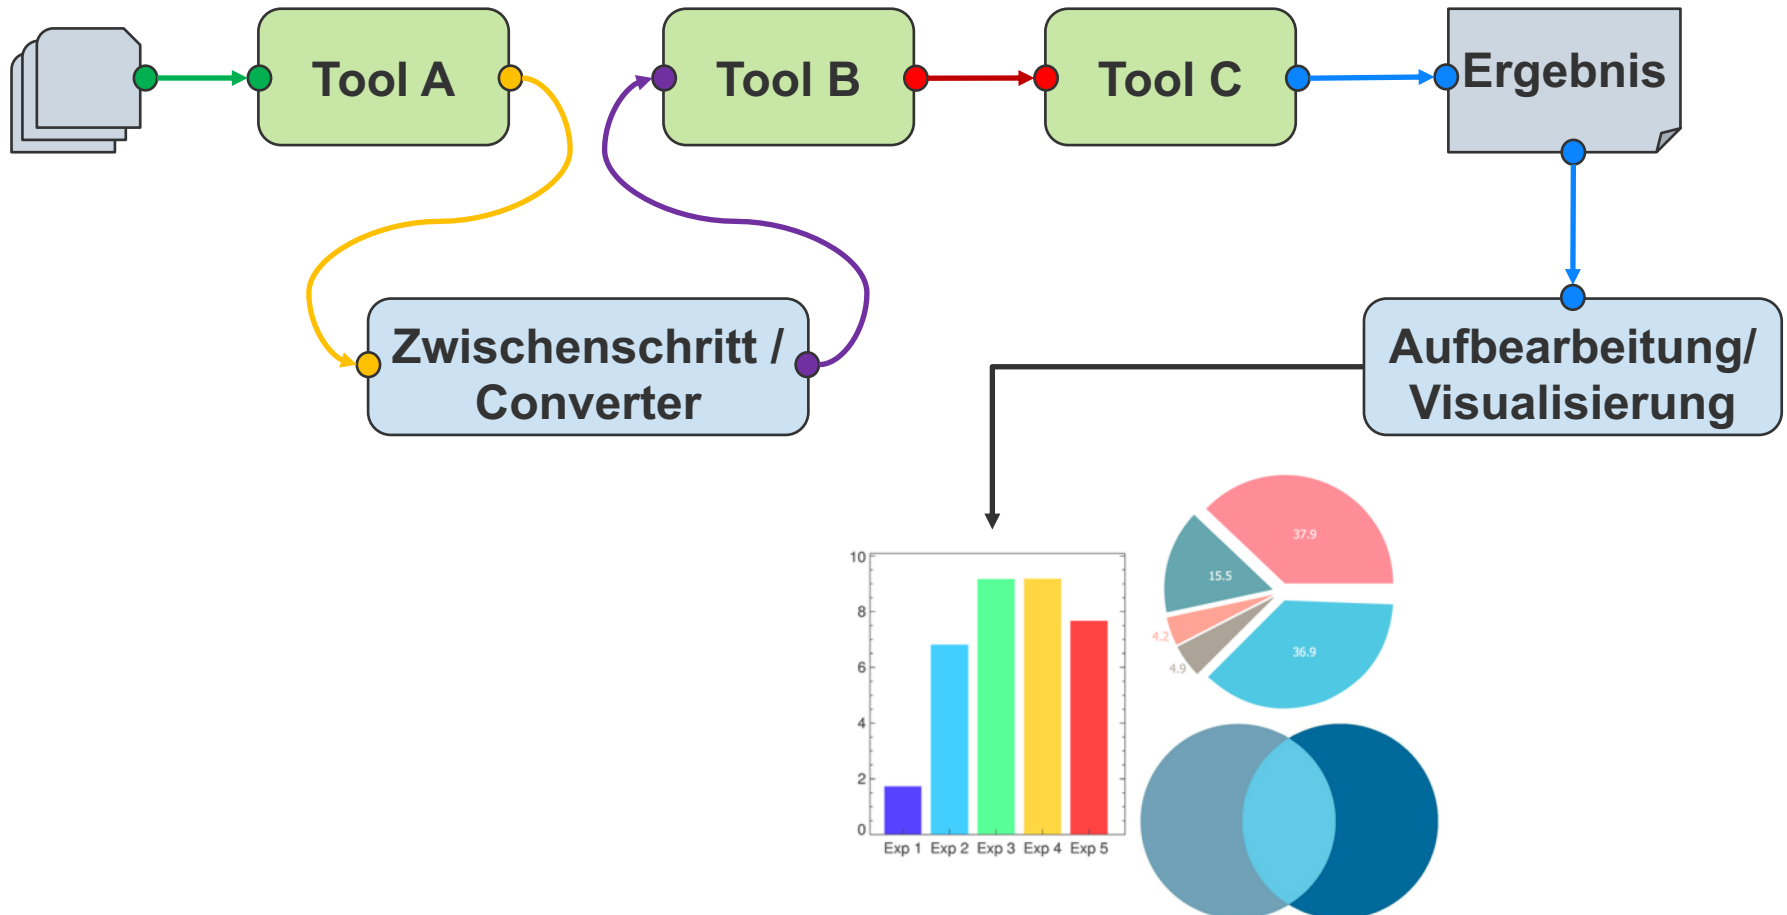 Tool A
Tool B
Tool C
Ergebnis
Zwischenschritt /
Converter
Aufbearbeitung/
Visualisierung
10
8
6
4
2
0
Exp 1 Exp 2 Exp 3 Exp 4 Exp 5
37.9
15.5
4.2
4.9
36.9